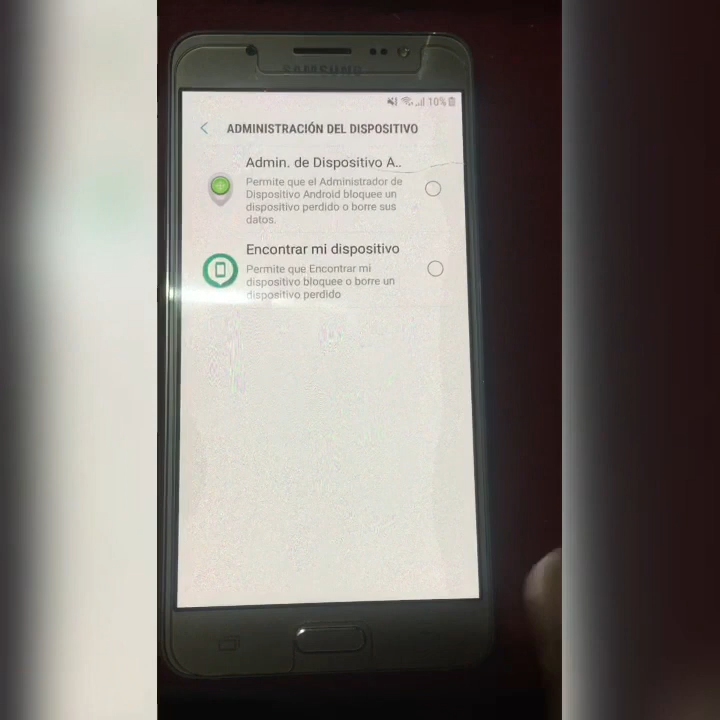 SAMSUNG
10%
ADMINISTRACIÓN DEL DISPOSITIVO
Admin. de Dispositivo A..
Permite que el Administrador de
Dispositivo Android bloquee un
dispositivo perdido o borre sus
datos.
Encontrar mi dispositivo
Permite que Encontrar mi
dispositivo bloquee o borre un
dispositivo perdido